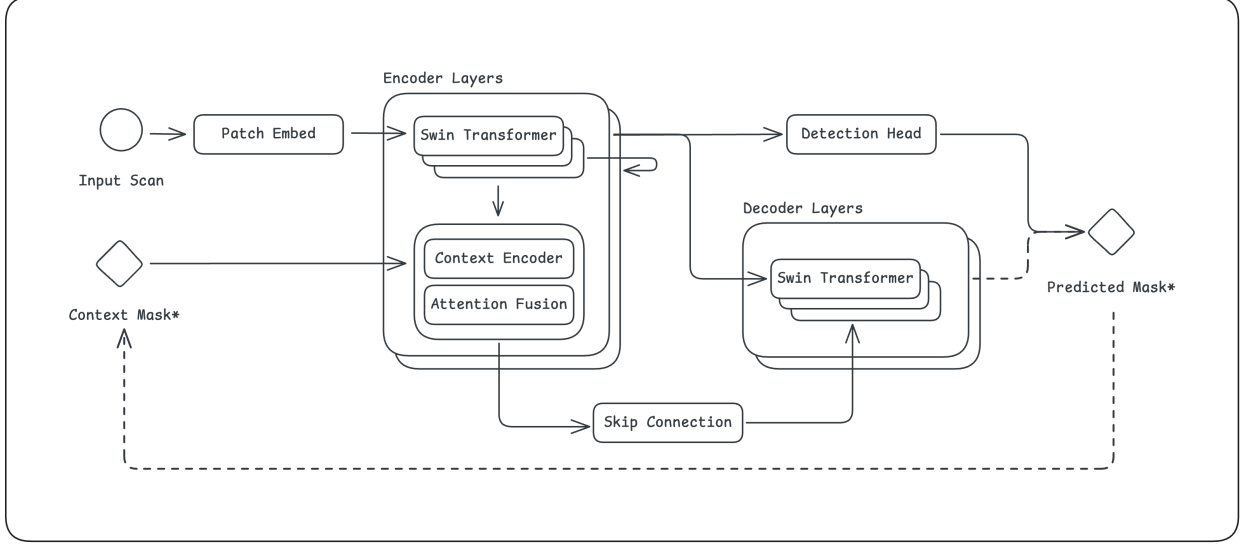 Encoder Layers
Swin Transformer
Patch Embed
Detection Head
Input Scan
Decoder Layers
Context Encoder
Swin Transformer
Predicted Mask*
Attention Fusion
Context Mask*
Skip Connection